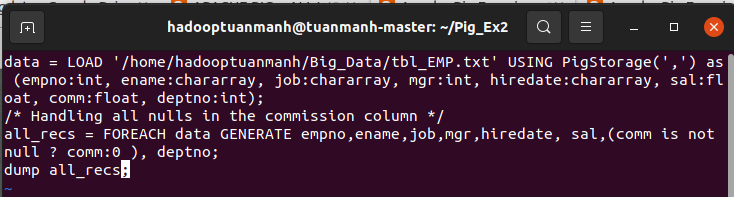 hadooptuanmanh@tuanmanh-master: ~/Pig_Ex2
data = LOAD '/home/hadooptuanmanh/Big_Data/tbl_EMP.txt' USING PigStorage(',') as
 (empno:int, ename:chararray, job:chararray, mgr:int, hiredate:chararray, sal:fl
oat, comm:float, deptno:int);
/* Handling all nulls in the commission column */
all_recs = FOREACH data GENERATE empno,ename,job,mgr,hiredate, sal,(comm is not 
null ? comm:0 ), deptno;
dump all_recs;
~